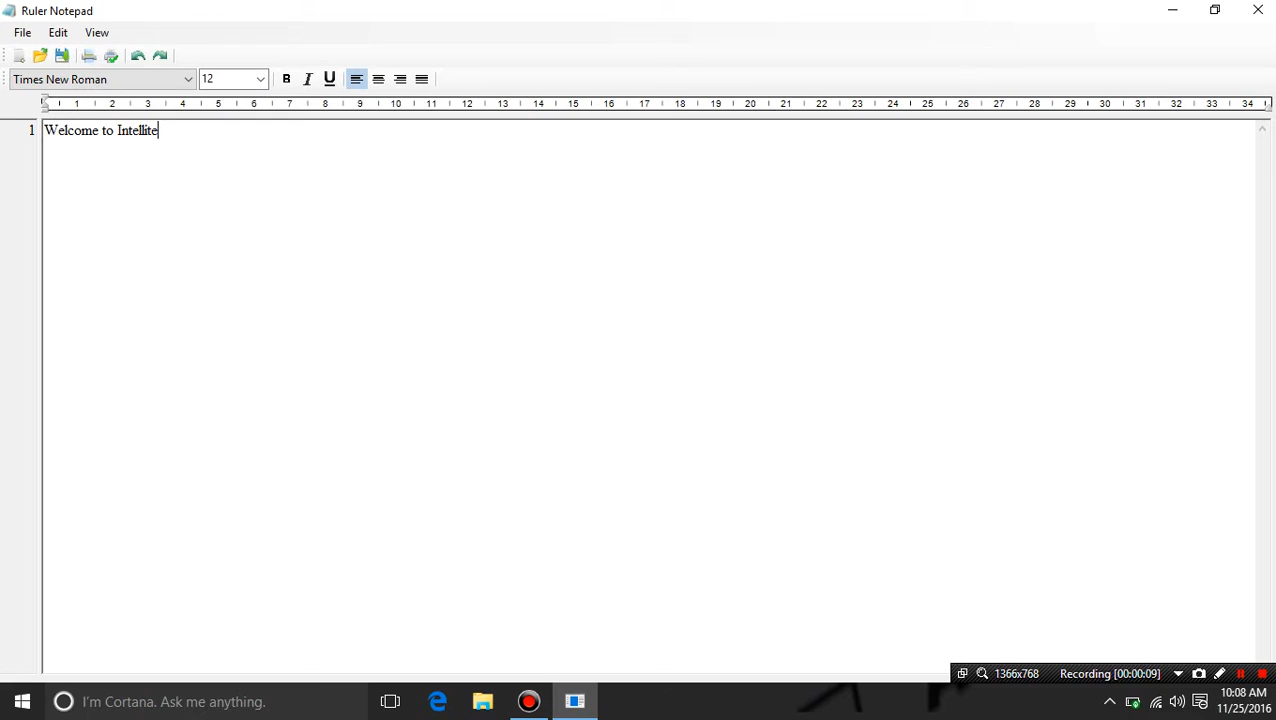 Ruler Notepad
File Edit View
Times New Roman 12 B I U
1 2 3 4 5 6 7 8 9 10 11 12 13 14 15 16 17 18 19 20 21 22 23 24 25 26 27 28 29 30 31 32 33 34
1 Welcome to Intellite
1366x768 Recording [00:00:09]
I'm Cortana. Ask me anything.
10:08 AM
11/25/2016